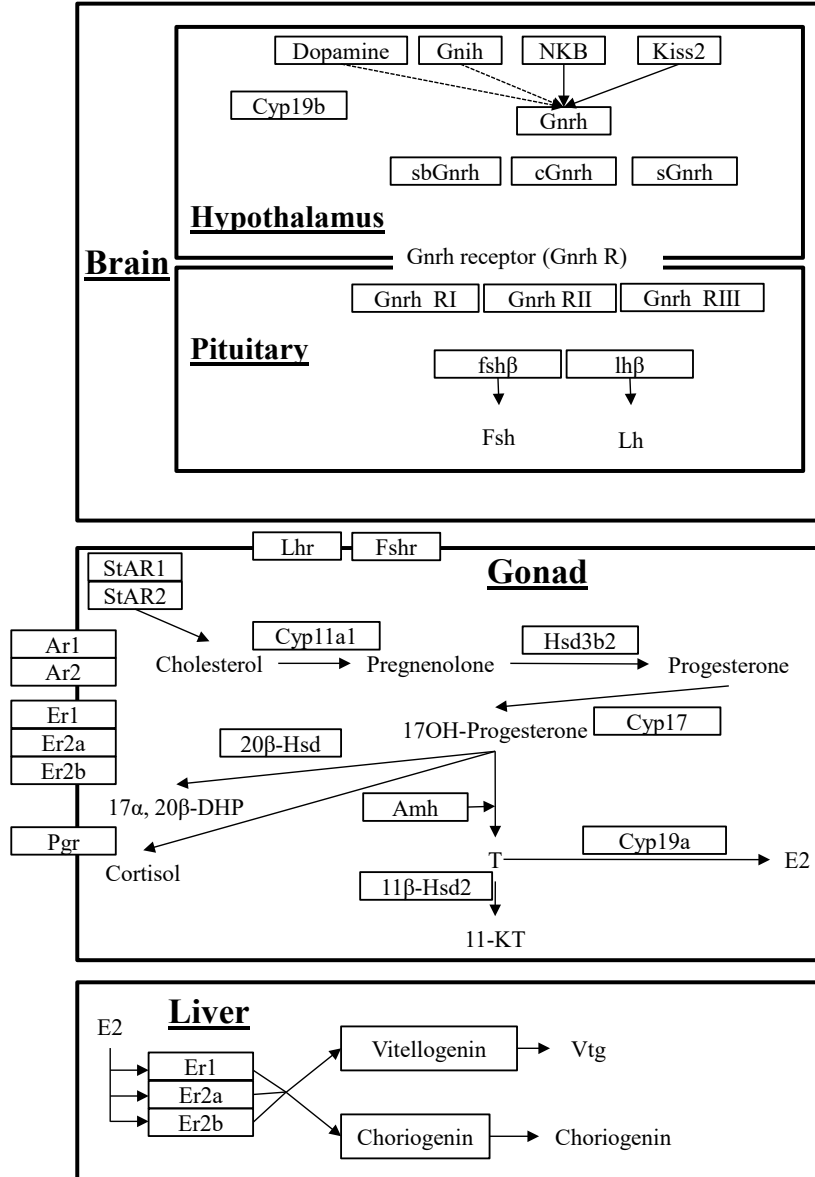 Dopamine Gnih NKB Kiss2
Cyp19b
Gnrh
sbGnrh cGnrh sGnrh
Hypothalamus
Brain
Gnrh receptor (Gnrh R)
Gnrh RI Gnrh RII Gnrh RIII
Pituitary
fshβ lhβ
Fsh Lh
Lhr Fshr
Gonad
StAR1
StAR2
Ar1
Ar2
Cyp11a1 Hsd3b2
Cholesterol Pregnenolone Progesterone
Er1
Er2a
Er2b
17OH-Progesterone Cyp17
20β-Hsd
17α, 20β-DHP
Amh
Pgr
Cortisol
Cyp19a
T E2
11β-Hsd2
11-KT
Liver
E2
Er1
Er2a
Er2b
Vitellogenin Vtg
Choriogenin Choriogenin